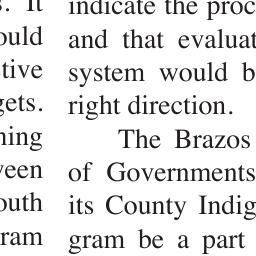 s. It
ould
tive
gets.
ning
ween
outh
ram
indicate the proc
and that evaluat
system would b
right direction.
The Brazos
of Governments
its County Indig
gram be a part